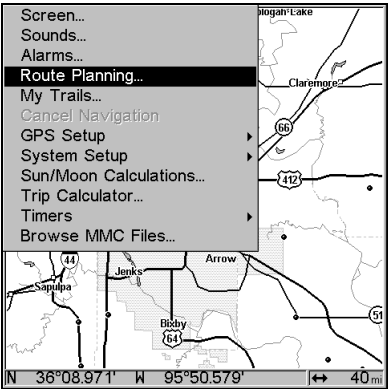 Screen...
Sounds...
Alarms...
Route Planning...
My Trails...
Cancel Navigation
GPS Setup
System Setup
Sun/Moon Calculations...
Trip Calculator...
Timers
Browse MMC Files...
ologah Lake
Claremore
66
412
44
Arrow
Jenks
Sapulpa
51
Bixby
64
N 36°08.971' W 95°50.579' ↔ 40mi